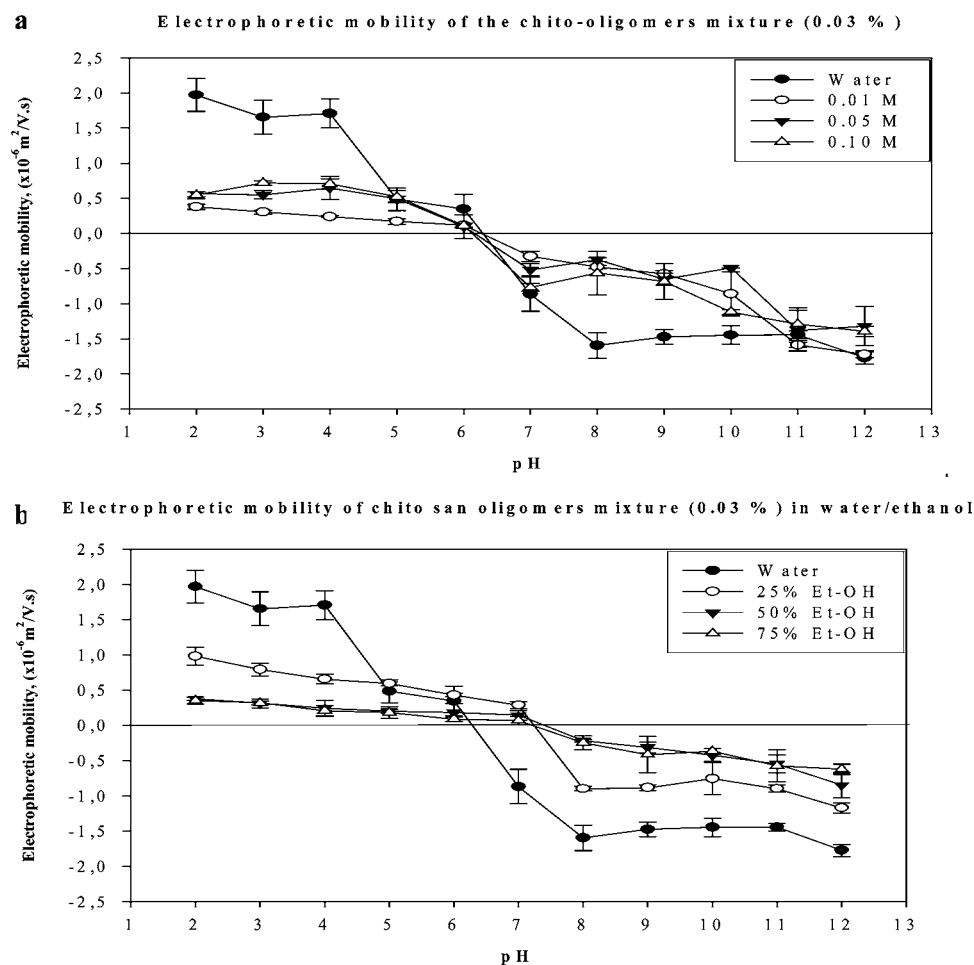 a
Electrophoretic mobility of the chito-oligomers mixture (0.03 %)
Electrophoretic mobility, (x10⁻⁶m²/V.s)
2,5
2,0
1,5
1,0
0,5
0,0
-0,5
-1,0
-1,5
-2,0
-2,5
Water
0.01 M
0.05 M
0.10 M
1 2 3 4 5 6 7 8 9 10 11 12 13
pH
b
Electrophoretic mobility of chito san oligomers mixture (0.03 %) in water/ethanol
Electrophoretic mobility, (x10⁻⁶m²/V.s)
2,5
2,0
1,5
1,0
0,5
0,0
-0,5
-1,0
-1,5
-2,0
-2,5
Water
25% Et-OH
50% Et-OH
75% Et-OH
1 2 3 4 5 6 7 8 9 10 11 12 13
pH